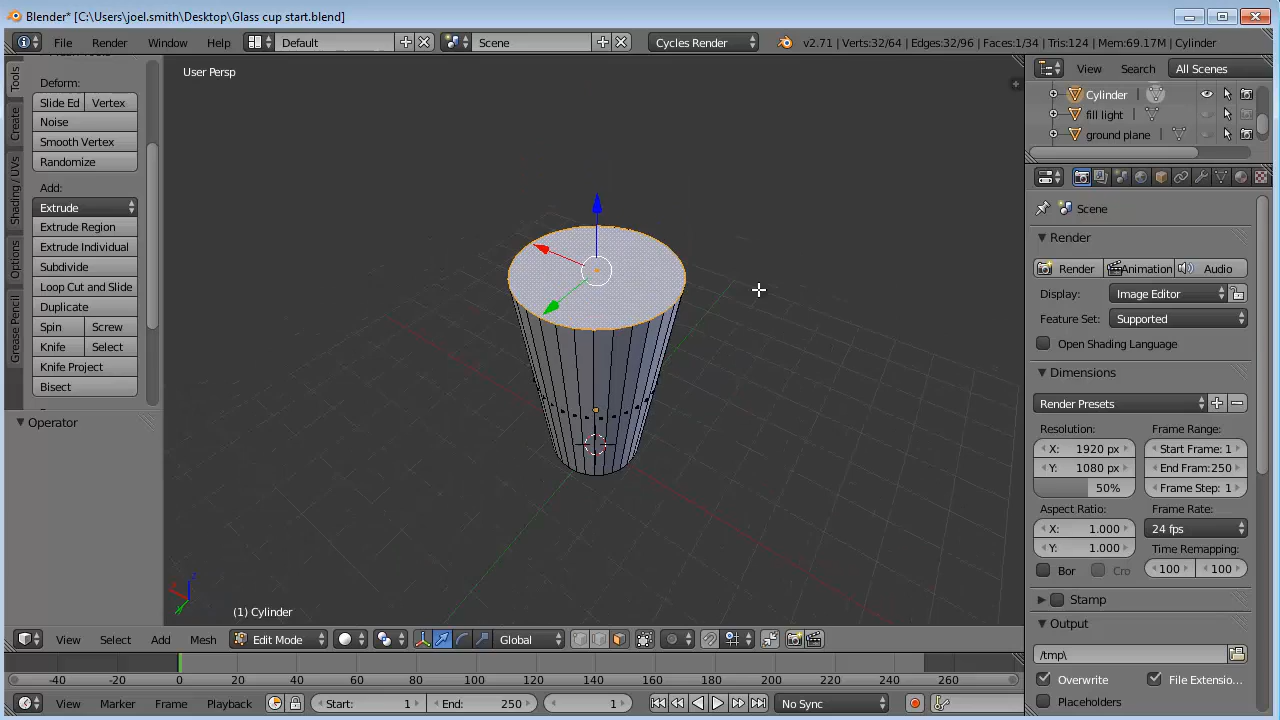 Blender* [C:\Users\joel.smith\Desktop\Glass cup start.blend]
File Render Window Help Default Scene Cycles Render v2.71 | Verts:32/64 | Edges:32/96 | Faces:1/34 | Tris:124 | Mem:69.17M | Cylinder
Tools
Create
Shading / UVs
Options
Grease Pencil
Deform:
Slide Ed Vertex
Noise
Smooth Vertex
Randomize
Add:
Extrude
Extrude Region
Extrude Individual
Subdivide
Loop Cut and Slide
Duplicate
Spin Screw
Knife Select
Knife Project
Bisect
Operator
User Persp
(1) Cylinder
View Select Add Mesh Edit Mode Global
-40 -20 0 20 40 60 80 100 120 140 160 180 200 220 240 260
View Marker Frame Playback Start: 1 End: 250 1 No Sync
View Search All Scenes
Cylinder
fill light
ground plane
Scene
Render
Render Animation Audio
Display: Image Editor
Feature Set: Supported
Open Shading Language
Dimensions
Render Presets
Resolution: Frame Range:
X: 1920 px Start Frame: 1
Y: 1080 px End Fram:250
50% Frame Step: 1
Aspect Ratio: Frame Rate:
X: 1.000 24 fps
Y: 1.000 Time Remapping:
Bor Cro 100 100
Stamp
Output
/tmp\
Overwrite File Extensio...
Placeholders